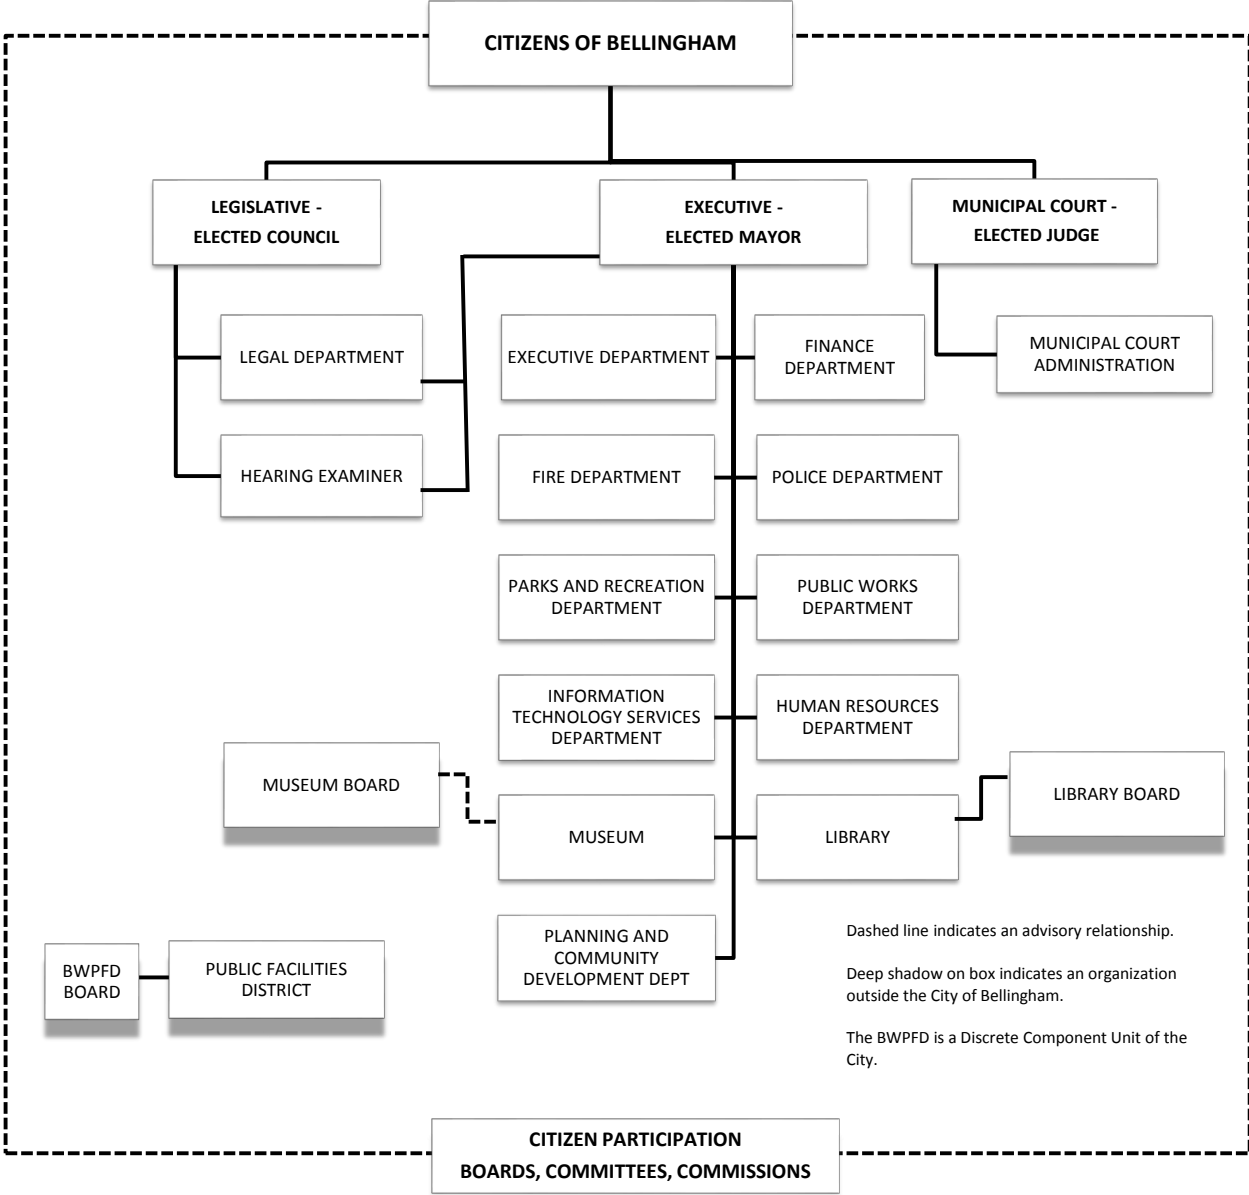 CITIZENS OF BELLINGHAM
LEGISLATIVE -
ELECTED COUNCIL
EXECUTIVE -
ELECTED MAYOR
MUNICIPAL COURT -
ELECTED JUDGE
LEGAL DEPARTMENT
EXECUTIVE DEPARTMENT
FINANCE
DEPARTMENT
MUNICIPAL COURT
ADMINISTRATION
HEARING EXAMINER
FIRE DEPARTMENT
POLICE DEPARTMENT
PARKS AND RECREATION
DEPARTMENT
PUBLIC WORKS
DEPARTMENT
INFORMATION
TECHNOLOGY SERVICES
DEPARTMENT
HUMAN RESOURCES
DEPARTMENT
MUSEUM BOARD
MUSEUM
LIBRARY
LIBRARY BOARD
BWPFD
BOARD
PUBLIC FACILITIES
DISTRICT
PLANNING AND
COMMUNITY
DEVELOPMENT DEPT
Dashed line indicates an advisory relationship.
Deep shadow on box indicates an organization
outside the City of Bellingham.
The BWPFD is a Discrete Component Unit of the
City.
CITIZEN PARTICIPATION
BOARDS, COMMITTEES, COMMISSIONS